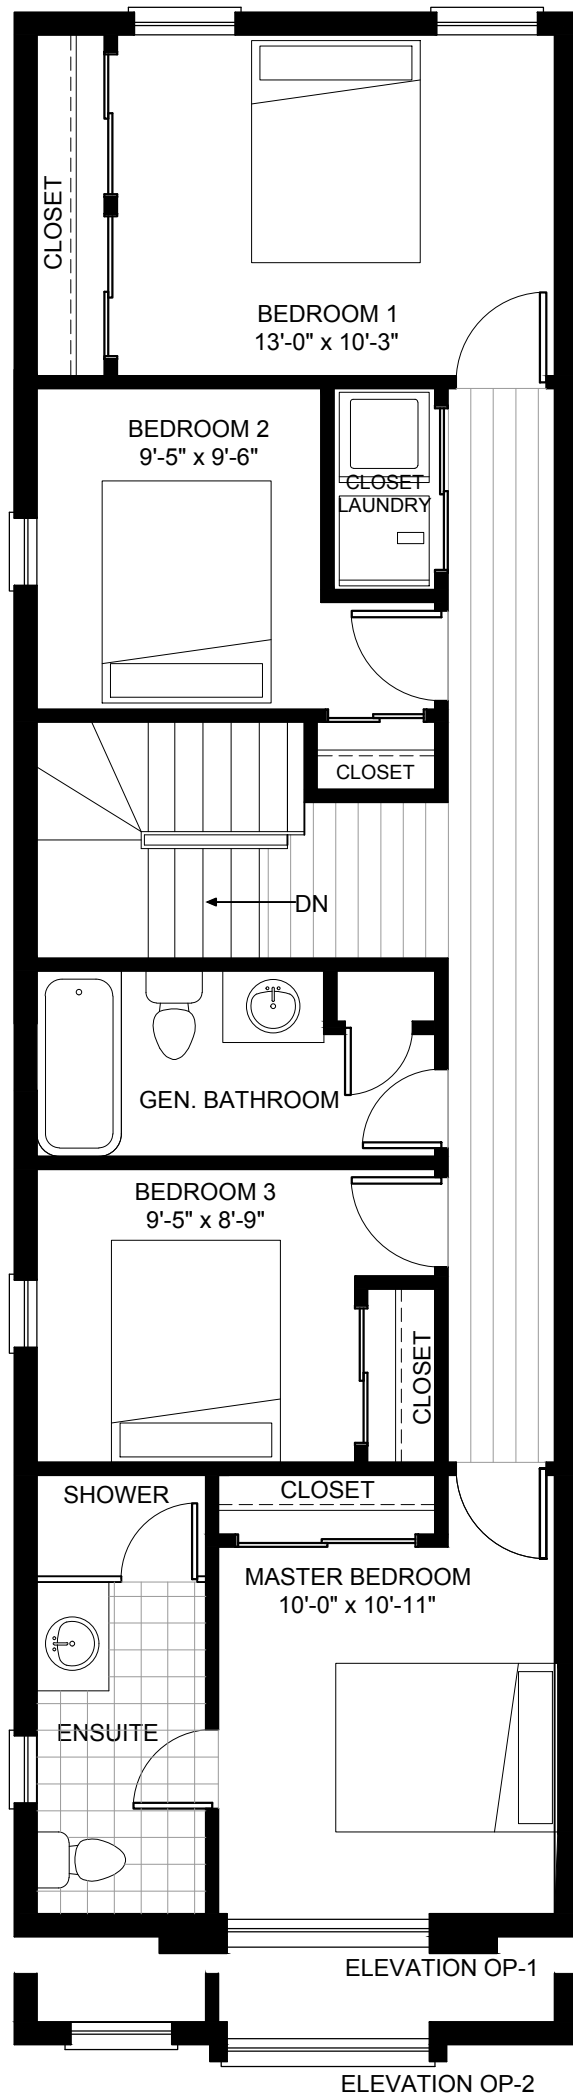 CLOSET
BEDROOM 1
13'-0" x 10'-3"
BEDROOM 2
9'-5" x 9'-6"
CLOSET
LAUNDRY
CLOSET
DN
GEN. BATHROOM
BEDROOM 3
9'-5" x 8'-9"
CLOSET
SHOWER
CLOSET
MASTER BEDROOM
10'-0" x 10'-11"
ENSUITE
ELEVATION OP-1
ELEVATION OP-2